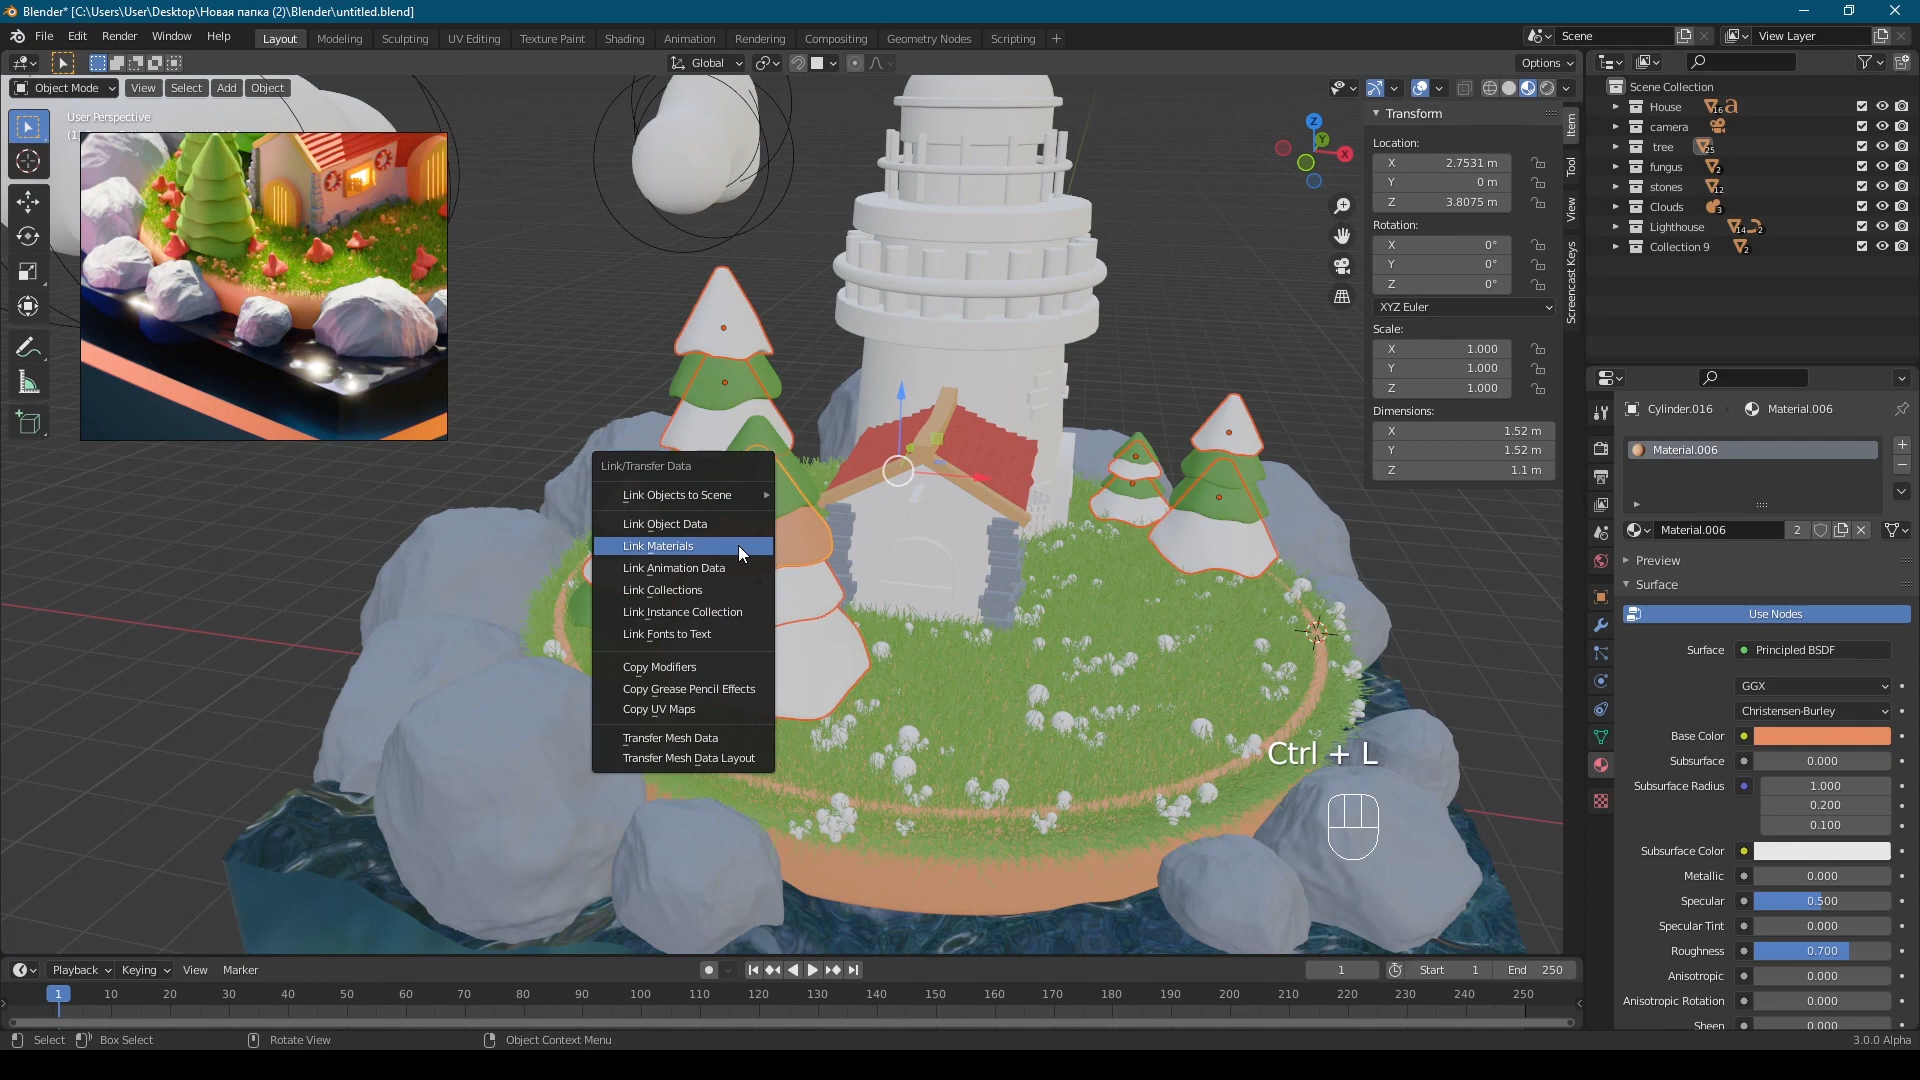 Blender* [C:\Users\User\Desktop\Новая папка (2)\Blender\untitled.blend]
File Edit Render Window Help Layout Modeling Sculpting UV Editing Texture Paint Shading Animation Rendering Compositing Geometry Nodes Scripting + Scene View Layer
Global Options
Object Mode View Select Add Object
User Perspective
Z
Y
X
Item
Tool
View
Screencast Keys
Transform
Location:
X 2.7531 m
Y 0 m
Z 3.8075 m
Rotation:
X 0°
Y 0°
Z 0°
XYZ Euler
Scale:
X 1.000
Y 1.000
Z 1.000
Dimensions:
X 1.52 m
Y 1.52 m
Z 1.1 m
Scene Collection
House 16
camera
tree 25
fungus 2
stones 12
Clouds 3
Lighthouse 14 2
Collection 9 2
Link/Transfer Data
Link Objects to Scene
Link Object Data
Link Materials
Link Animation Data
Link Collections
Link Instance Collection
Link Fonts to Text
Copy Modifiers
Copy Grease Pencil Effects
Copy UV Maps
Transfer Mesh Data
Transfer Mesh Data Layout
Ctrl + L
Cylinder.016 Material.006
Material.006
Material.006 2
Preview
Surface
Use Nodes
Surface Principled BSDF
GGX
Christensen-Burley
Base Color
Subsurface 0.000
Subsurface Radius 1.000
0.200
0.100
Subsurface Color
Metallic 0.000
Specular 0.500
Specular Tint 0.000
Roughness 0.700
Anisotropic 0.000
Anisotropic Rotation 0.000
Sheen 0.000
Playback Keying View Marker 1 Start 1 End 250
1 10 20 30 40 50 60 70 80 90 100 110 120 130 140 150 160 170 180 190 200 210 220 230 240 250
Select Box Select Rotate View Object Context Menu 3.0.0 Alpha